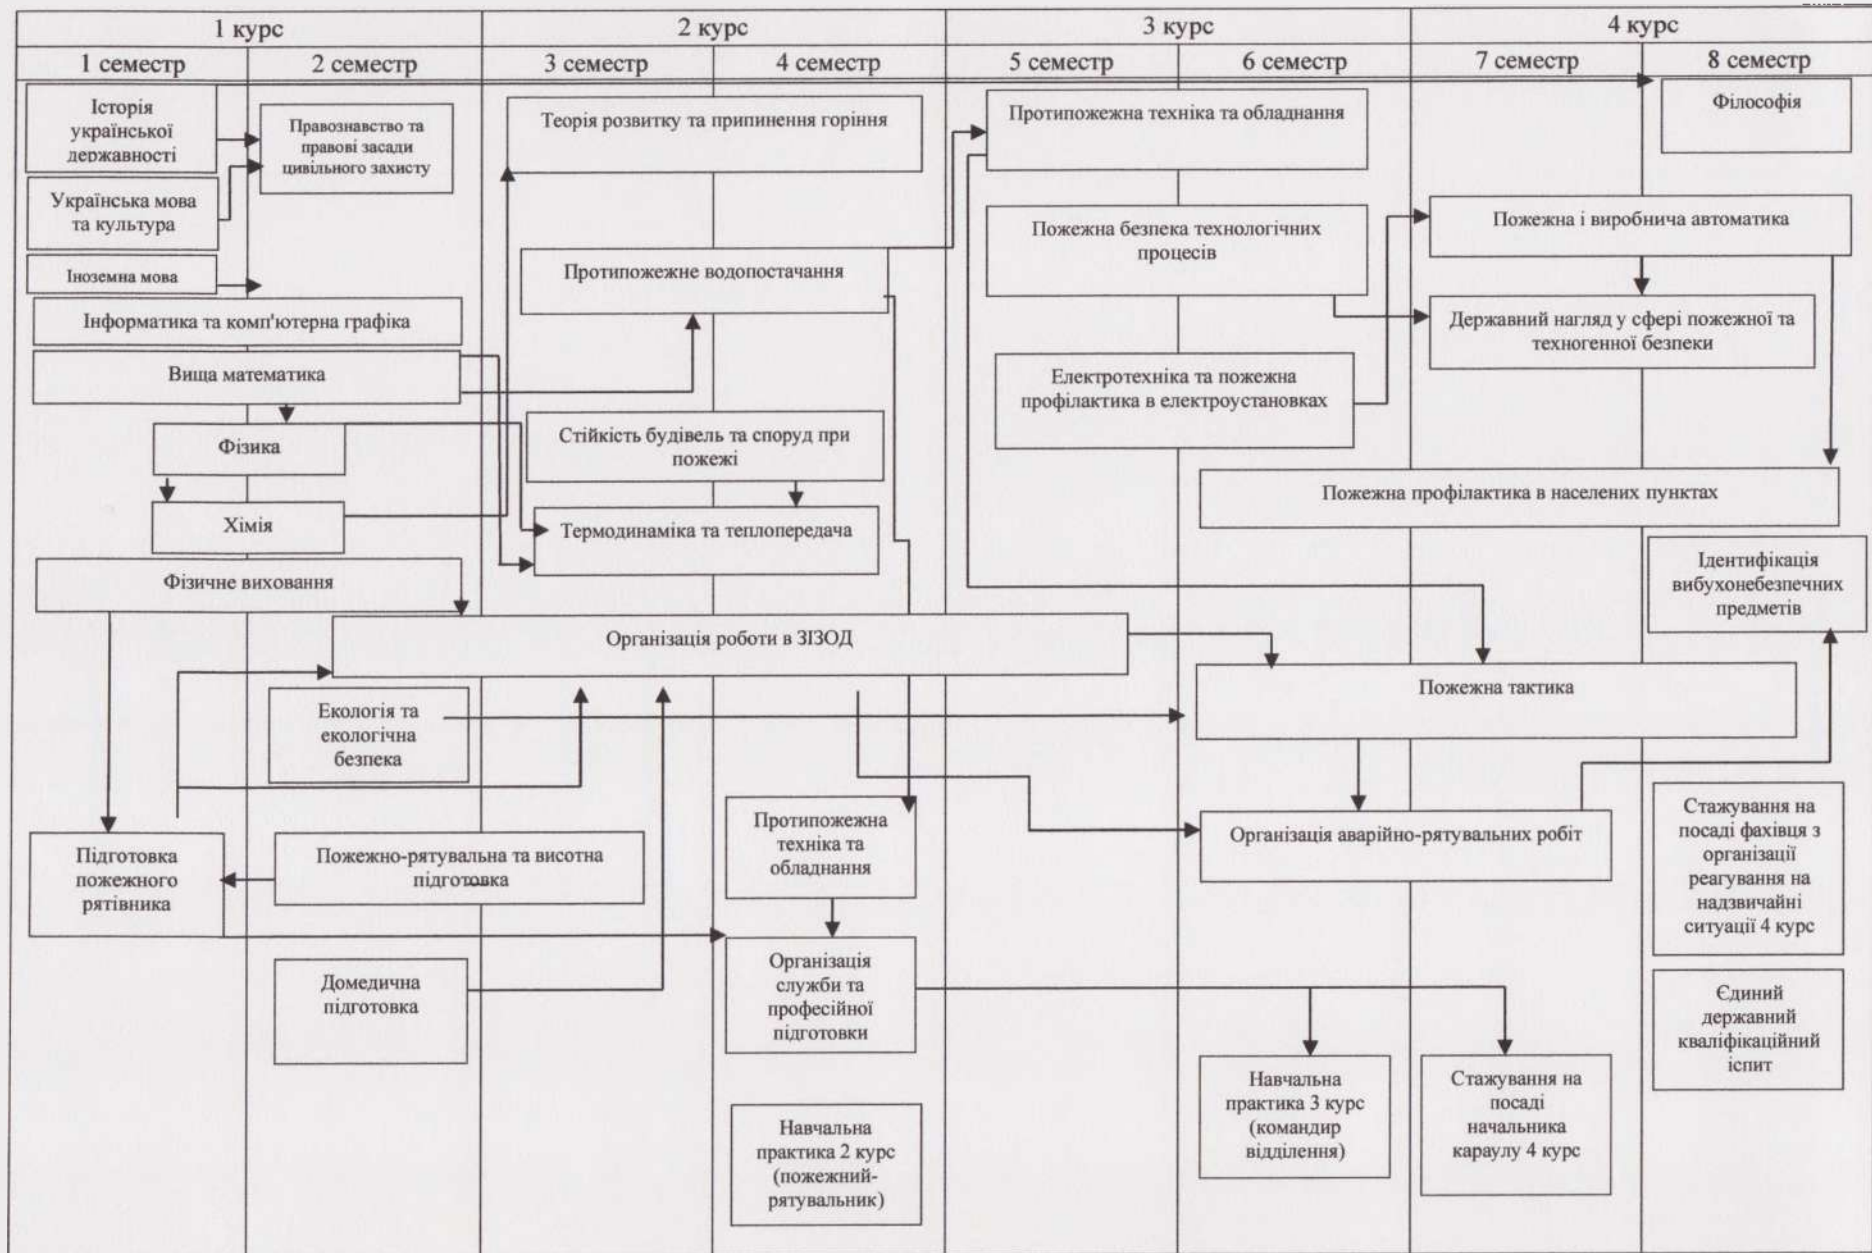 1 курс
2 курс
3 курс
4 курс
1 семестр
2 семестр
3 семестр
4 семестр
5 семестр
6 семестр
7 семестр
8 семестр
Історія
української
державності
Українська мова
та культура
Іноземна мова
Інформатика та комп'ютерна графіка
Вища математика
Фізика
Хімія
Фізичне виховання
Підготовка
пожежного
рятівника
Правознавство та
правові засади
цивільного захисту
Організація роботи в ЗІЗОД
Екологія та
екологічна
безпека
Пожежно-рятувальна та висотна
підготовка
Домедична
підготовка
Теорія розвитку та припинення горіння
Протипожежне водопостачання
Стійкість будівель та споруд при
пожежі
Термодинаміка та теплопередача
Протипожежна
техніка та
обладнання
Організація
служби та
професійної
підготовки
Навчальна
практика 2 курс
(пожежний-
рятувальник)
Протипожежна техніка та обладнання
Пожежна безпека технологічних
процесів
Електротехніка та пожежна
профілактика в електроустановках
Пожежна профілактика в населених пунктах
Пожежна тактика
Організація аварійно-рятувальних робіт
Навчальна
практика 3 курс
(командир
відділення)
Пожежна і виробнича автоматика
Державний нагляд у сфері пожежної та
техногенної безпеки
Стажування на
посаді
начальника
караулу 4 курс
Філософія
Ідентифікація
вибухонебезпечних
предметів
Стажування на
посаді фахівця з
організації
реагування на
надзвичайні
ситуації 4 курс
Єдиний
державний
кваліфікаційний
іспит